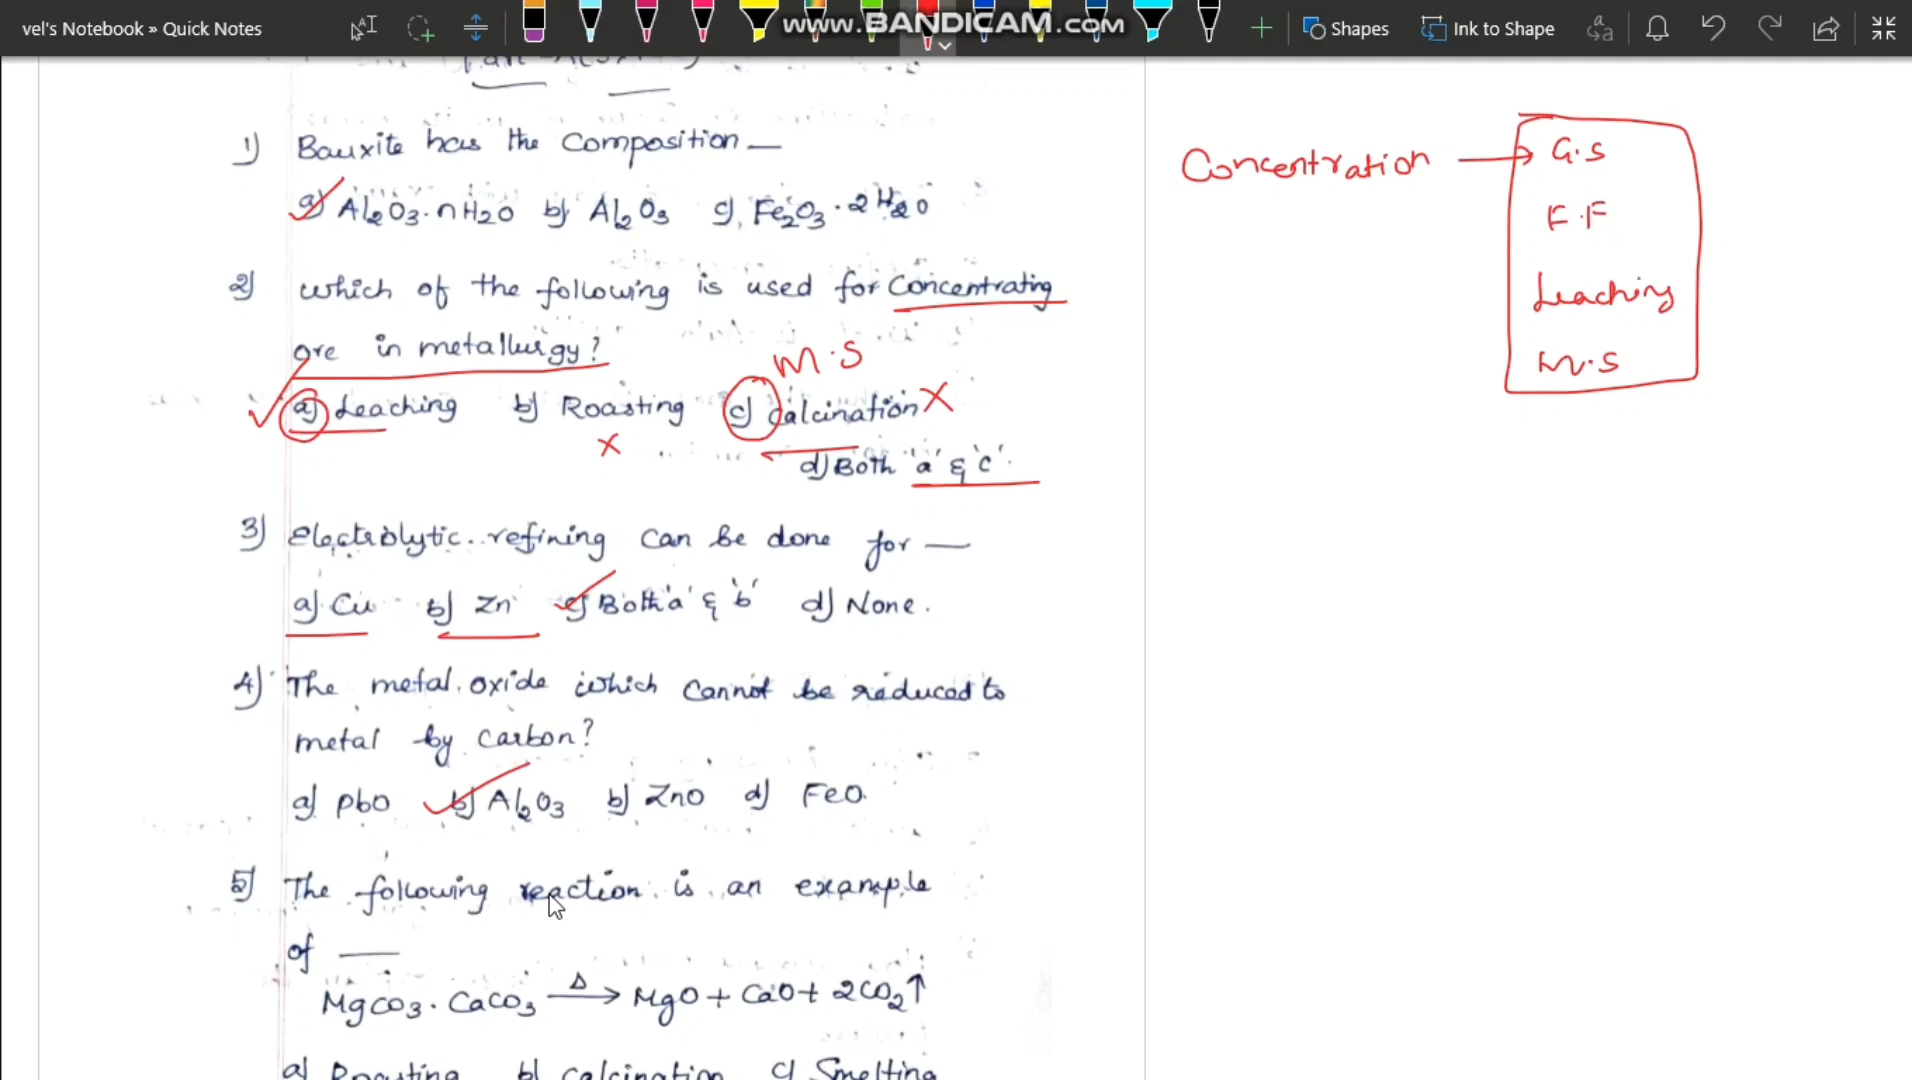 vel's Notebook » Quick Notes
www.BANDICAM.com
Shapes
Ink to Shape
1) Bauxite has the composition —
a) Al2O3.nH2O b) Al2O3 c) Fe2O3.2H2O
2) which of the following is used for concentrating
ore in metallurgy?
M.S
a) Leaching b) Roasting c) calcination X
X
d) Both 'a' & 'c'.
3) Electrolytic refining can be done for —
a) Cu b) Zn c) Both 'a' & 'b' d) None.
4) The metal oxide which cannot be reduced to
metal by carbon?
a) PbO b) Al2O3 b) ZnO d) FeO.
5) The following reaction is an example
of —
MgCO3.CaCO3 —Δ→ MgO + CaO + 2CO2↑
a) Roasting b) calcination c) Smelting
Concentration → G.S
F.F
Leaching
M.S